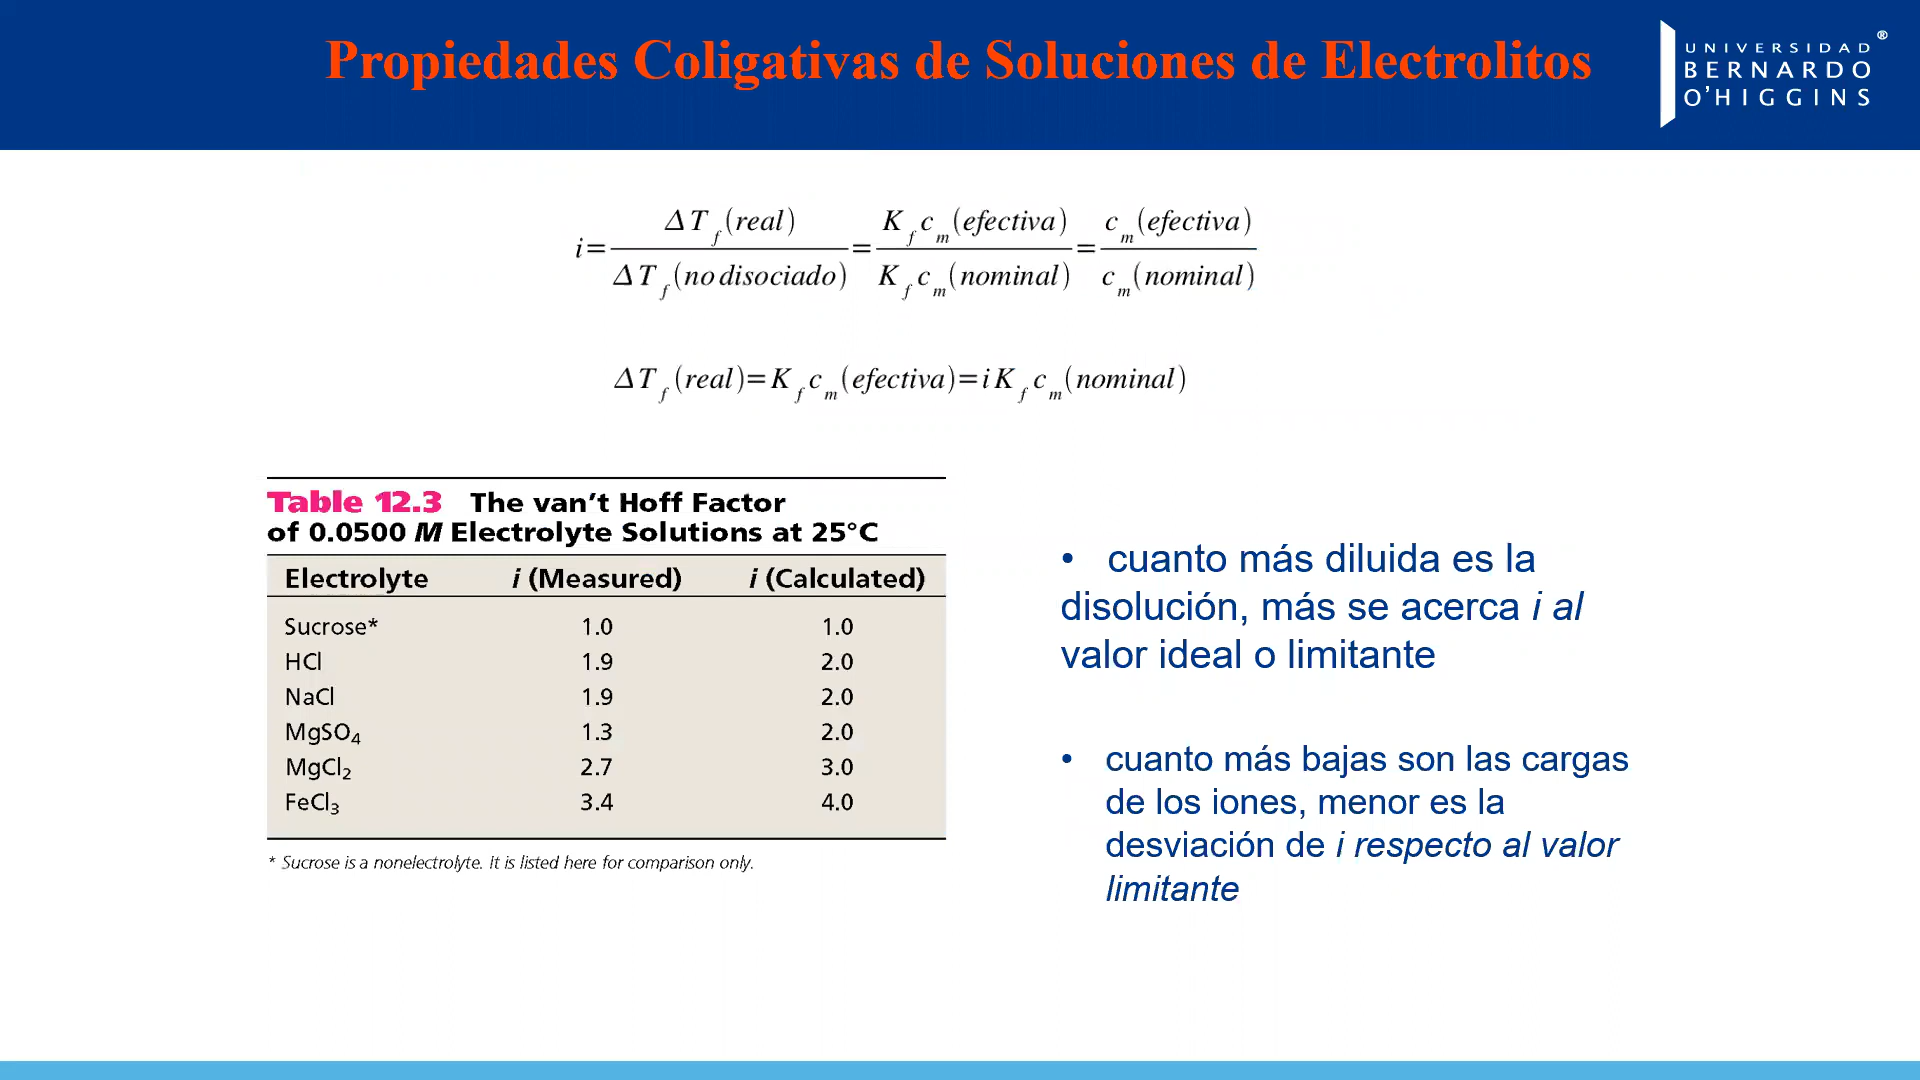 Propiedades Coligativas de Soluciones de Electrolitos
UNIVERSIDAD ®
BERNARDO
O'HIGGINS
i = ΔT_f (real) / ΔT_f (no disociado) = K_f c_m (efectiva) / K_f c_m (nominal) = c_m (efectiva) / c_m (nominal)
ΔT_f (real) = K_f c_m (efectiva) = i K_f c_m (nominal)
Table 12.3 The van't Hoff Factor
of 0.0500 M Electrolyte Solutions at 25°C
Electrolyte i (Measured) i (Calculated)
Sucrose* 1.0 1.0
HCl 1.9 2.0
NaCl 1.9 2.0
MgSO₄ 1.3 2.0
MgCl₂ 2.7 3.0
FeCl₃ 3.4 4.0
* Sucrose is a nonelectrolyte. It is listed here for comparison only.
• cuanto más diluida es la
disolución, más se acerca i al
valor ideal o limitante
• cuanto más bajas son las cargas
de los iones, menor es la
desviación de i respecto al valor
limitante